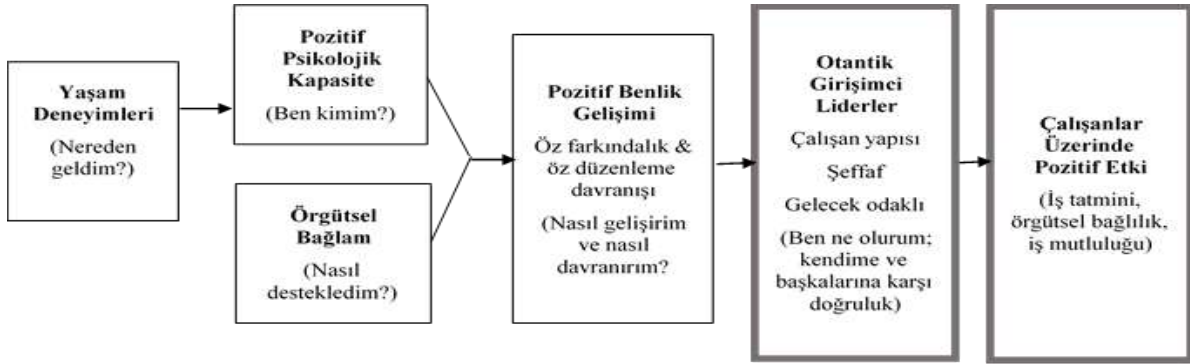 Yaşam
Deneyimleri
(Nereden
geldim?)
Pozitif
Psikolojik
Kapasite
(Ben kimim?)
Örgütsel
Bağlam
(Nasıl
destekledim?)
Pozitif Benlik
Gelişimi
Öz farkındalık &
öz düzenleme
davranışı
(Nasıl gelişirim
ve nasıl
davranırım?
Otantik
Girişimci
Liderler
Çalışan yapısı
Şeffaf
Gelecek odaklı
(Ben ne olurum;
kendime ve
başkalarına karşı
doğruluk)
Çalışanlar
Üzerinde
Pozitif Etki
(İş tatmini,
örgütsel bağlılık,
iş mutluluğu)